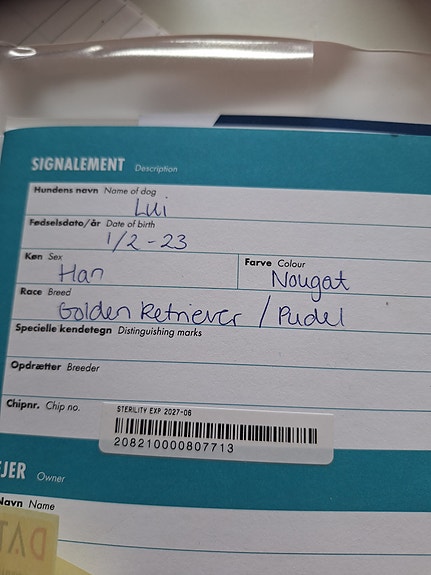 SIGNALEMENT Description
Hundens navn Name of dog
Lui
Fødselsdato/år Date of birth
1/2-23
Køn Sex
Han
Farve Colour
Nougat
Race Breed
Golden Retriever / Pudel
Specielle kendetegn Distinguishing marks
Opdrætter Breeder
Chipnr. Chip no.
STERILITY EXP 2027-06
208210000807713
EJER Owner
Navn Name
DAT